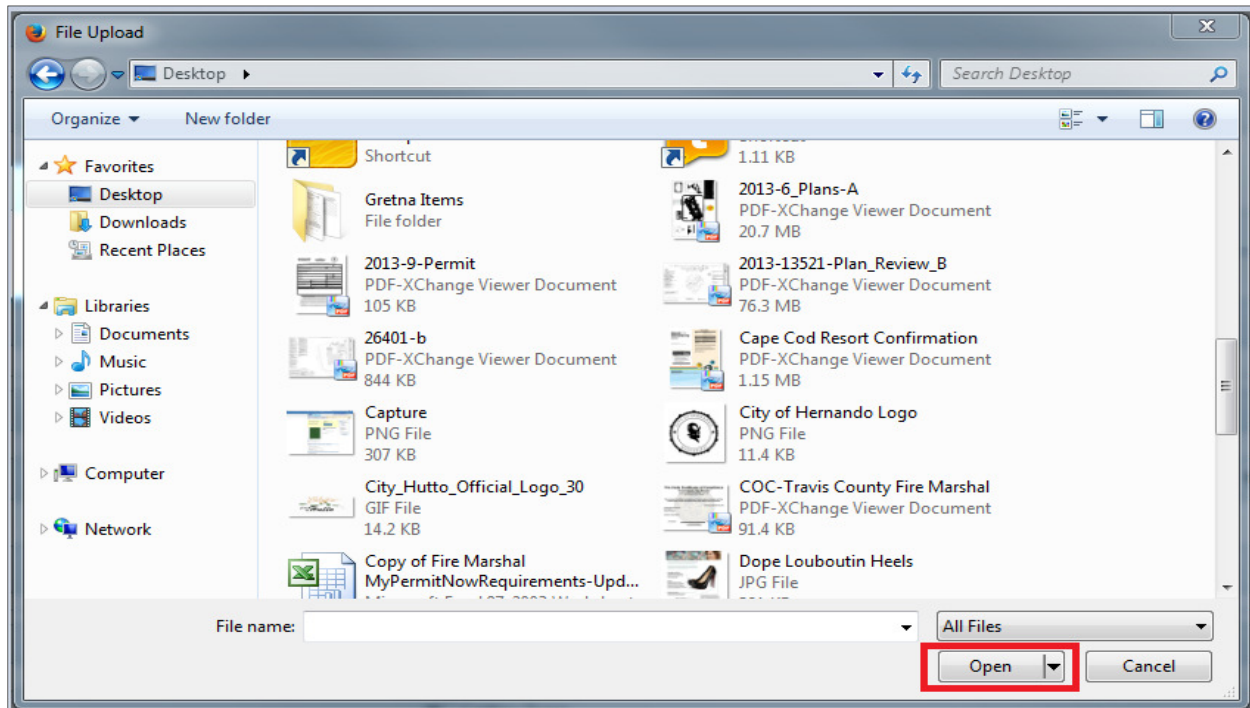 File Upload
Desktop
Search Desktop
Organize
New folder
Favorites
Desktop
Downloads
Recent Places
Libraries
Documents
Music
Pictures
Videos
Computer
Network
Shortcut
1.11 KB
Gretna Items
File folder
2013-6_Plans-A
PDF-XChange Viewer Document
20.7 MB
2013-9-Permit
PDF-XChange Viewer Document
105 KB
2013-13521-Plan_Review_B
PDF-XChange Viewer Document
76.3 MB
26401-b
PDF-XChange Viewer Document
844 KB
Cape Cod Resort Confirmation
PDF-XChange Viewer Document
1.15 MB
Capture
PNG File
307 KB
City of Hernando Logo
PNG File
11.4 KB
City_Hutto_Official_Logo_30
GIF File
14.2 KB
COC-Travis County Fire Marshal
PDF-XChange Viewer Document
91.4 KB
Copy of Fire Marshal
MyPermitNowRequirements-Upd...
Dope Louboutin Heels
JPG File
File name:
All Files
Open
Cancel